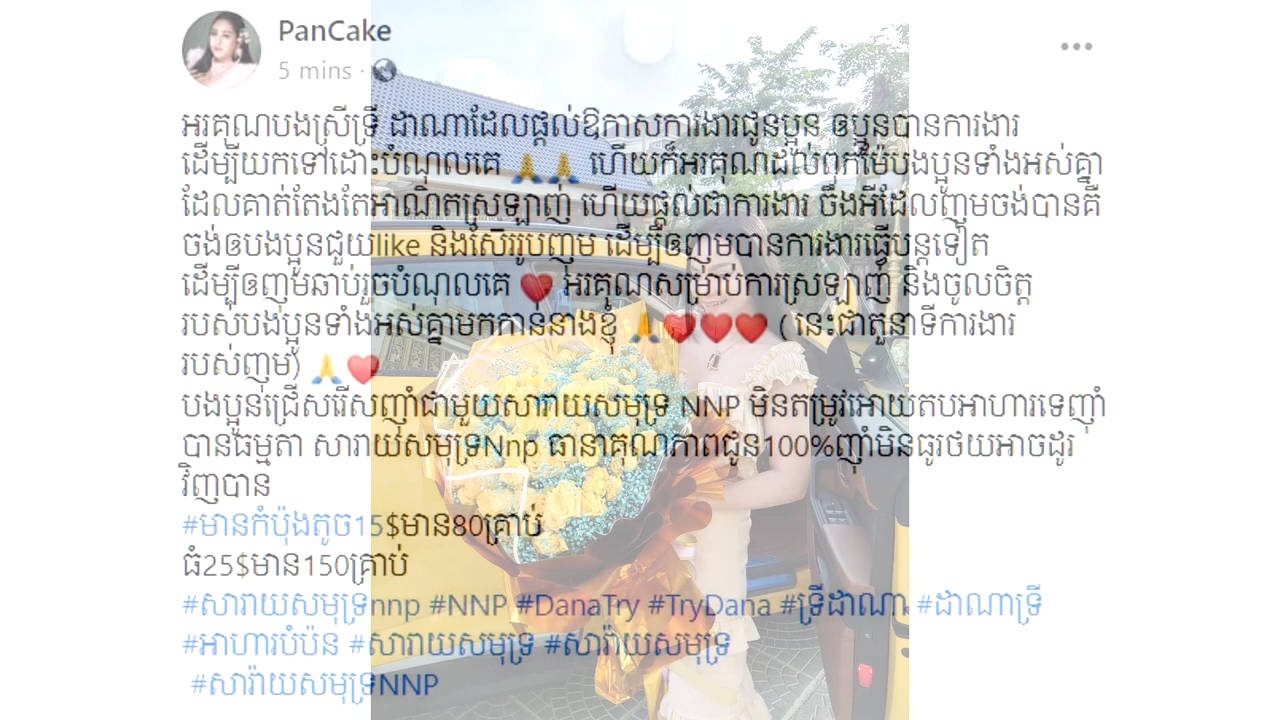 PanCake
5 mins ·
អរគុណបងស្រីទ្រី ដាណាដែលផ្តល់ឱកាសការងារជូនប្អូន ឲប្អូនបានការងារ
ដើម្បីយកទៅដោះបំណុលគេ 🙏🙏 ហើយក៏អរគុណដល់ពុកម៉ែបងប្អូនទាំងអស់គ្នា
ដែលគាត់តែងតែអាណិតស្រឡាញ់ ហើយផ្តល់ជាការងារ ចឹងអីដែលញុមចង់បានគឺ
ចង់ឲបងប្អូនជួយlike និងសែររូបញុម ដើម្បីឲញុមបានការងារធ្វើបន្តទៀត
ដើម្បីឲញុមឆាប់រួចបំណុលគេ ❤️ អរគុណសម្រាប់ការស្រឡាញ់ និងចូលចិត្ត
របស់បងប្អូនទាំងអស់គ្នាមកកាន់នាងខ្ញុំ 🙏❤️❤️❤️ ( នេះជាតួនាទីការងារ
របស់ញុម) 🙏❤️
បងប្អូនជ្រើសរើសញ៉ាំជាមួយសារាយសមុទ្រ NNP មិនតម្រូវអោយតបអាហារទេញ៉ាំ
បានធម្មតា សារាយសមុទ្រNnp ធានាគុណភាពជូន100%ញ៉ាំមិនធូរថយអាចដូរ
វិញបាន
#មានកំប៉ុងតូច15$មាន80គ្រាប់
ធំ25$មាន150គ្រាប់
#សារាយសមុទ្រnnp #NNP #DanaTry #TryDana #ទ្រីដាណា #ដាណាទ្រី
#អាហារបំប៉ន #សារាយសមុទ្រ #សារ៉ាយសមុទ្រ
#សារ៉ាយសមុទ្រNNP